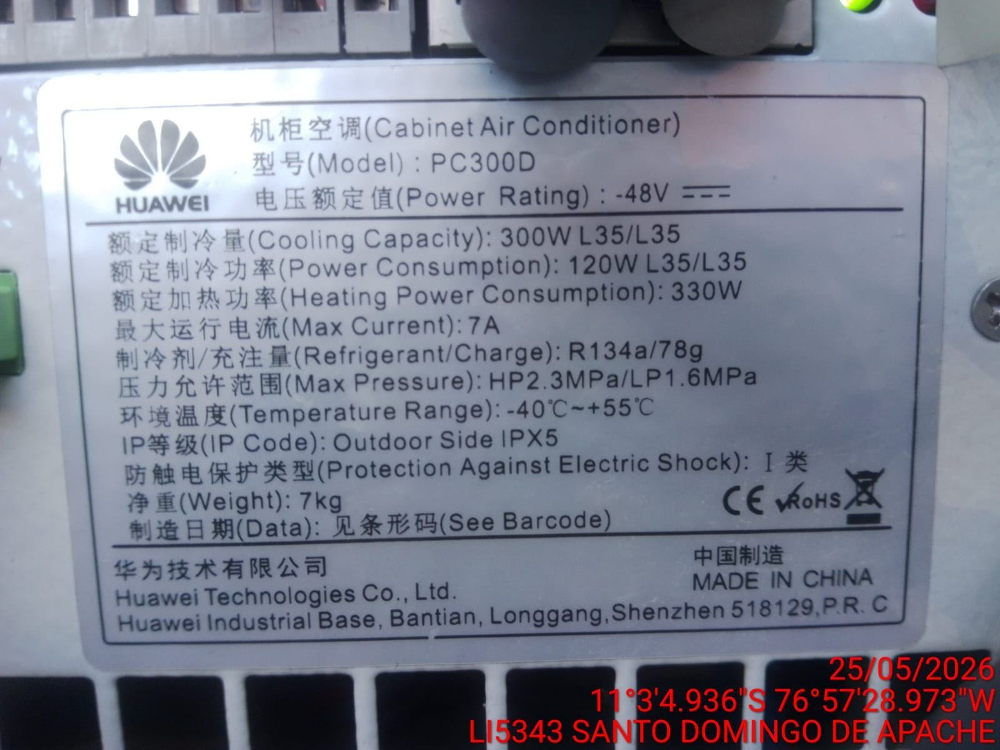 机柜空调(Cabinet Air Conditioner)
型号(Model) : PC300D
电压额定值(Power Rating) : -48V
HUAWEI
额定制冷量(Cooling Capacity): 300W L35/L35
额定制冷功率(Power Consumption): 120W L35/L35
额定加热功率(Heating Power Consumption): 330W
最大运行电流(Max Current): 7A
制冷剂/充注量(Refrigerant/Charge): R134a/78g
压力允许范围(Max Pressure): HP2.3MPa/LP1.6MPa
环境温度(Temperature Range): -40℃~+55℃
IP等级(IP Code): Outdoor Side IPX5
防触电保护类型(Protection Against Electric Shock): I 类
净重(Weight): 7kg
CE RoHS
制造日期(Data): 见条形码(See Barcode)
华为技术有限公司
Huawei Technologies Co., Ltd.
Huawei Industrial Base, Bantian, Longgang,Shenzhen 518129,P.R. C
中国制造
MADE IN CHINA
25/05/2026
11°3'4.936"S 76°57'28.973"W
LI5343 SANTO DOMINGO DE APACHE